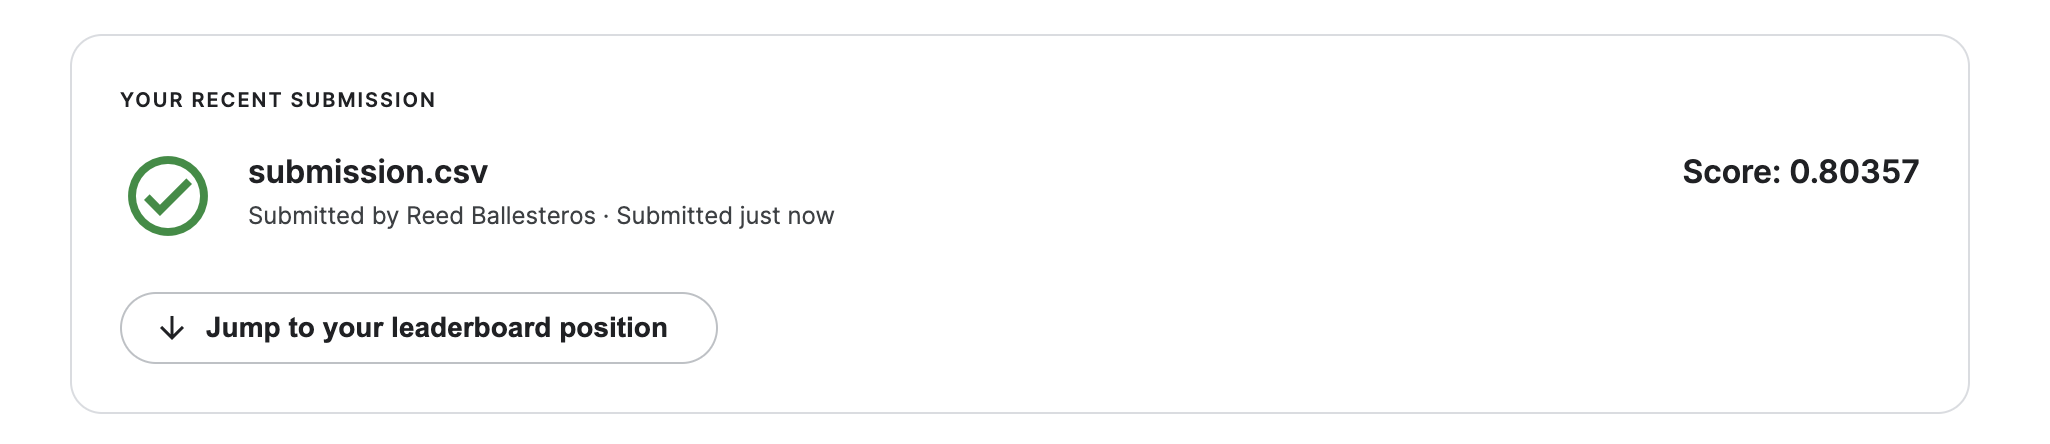 YOUR RECENT SUBMISSION
submission.csv
Score: 0.80357
Submitted by Reed Ballesteros · Submitted just now
Jump to your leaderboard position